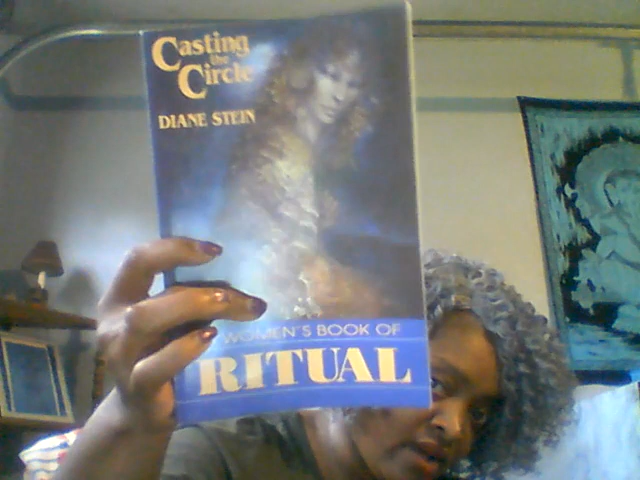 Casting
the
Circle
DIANE STEIN
WOMEN'S BOOK OF
RITUAL